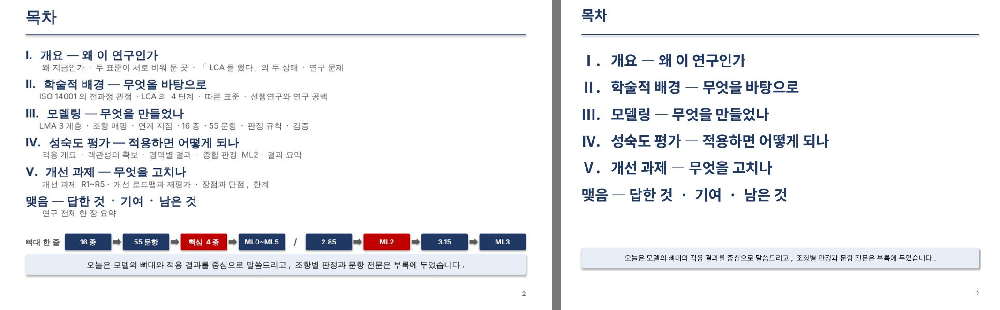 목차
I. 개요 — 왜 이 연구인가
왜 지금인가 · 두 표준이 서로 비워 둔 곳 · 「 LCA 를 했다」의 두 상태 · 연구 문제
II. 학술적 배경 — 무엇을 바탕으로
ISO 14001 의 전과정 관점 · LCA 의 4 단계 · 따른 표준 · 선행연구와 연구 공백
III. 모델링 — 무엇을 만들었나
LMA 3 계층 · 조항 매핑 · 연계 지점 · 16 종 · 55 문항 · 판정 규칙 · 검증
IV. 성숙도 평가 — 적용하면 어떻게 되나
적용 개요 · 객관성의 확보 · 영역별 결과 · 종합 판정 ML2 · 결과 요약
V. 개선 과제 — 무엇을 고치나
개선 과제 R1~R5 · 개선 로드맵과 재평가 · 장점과 단점 , 한계
맺음 — 답한 것 · 기여 · 남은 것
연구 전체 한 장 요약
뼈대 한 줄 16 종 55 문항 핵심 4 종 ML0~ML5 / 2.85 ML2 3.15 ML3
오늘은 모델의 뼈대와 적용 결과를 중심으로 말씀드리고 , 조항별 판정과 문항 전문은 부록에 두었습니다 .
2
목차
I . 개요 — 왜 이 연구인가
II . 학술적 배경 — 무엇을 바탕으로
III. 모델링 — 무엇을 만들었나
IV. 성숙도 평가 — 적용하면 어떻게 되나
V . 개선 과제 — 무엇을 고치나
맺음 — 답한 것 · 기여 · 남은 것
오늘은 모델의 뼈대와 적용 결과를 중심으로 말씀드리고 , 조항별 판정과 문항 전문은 부록에 두었습니다 .
2